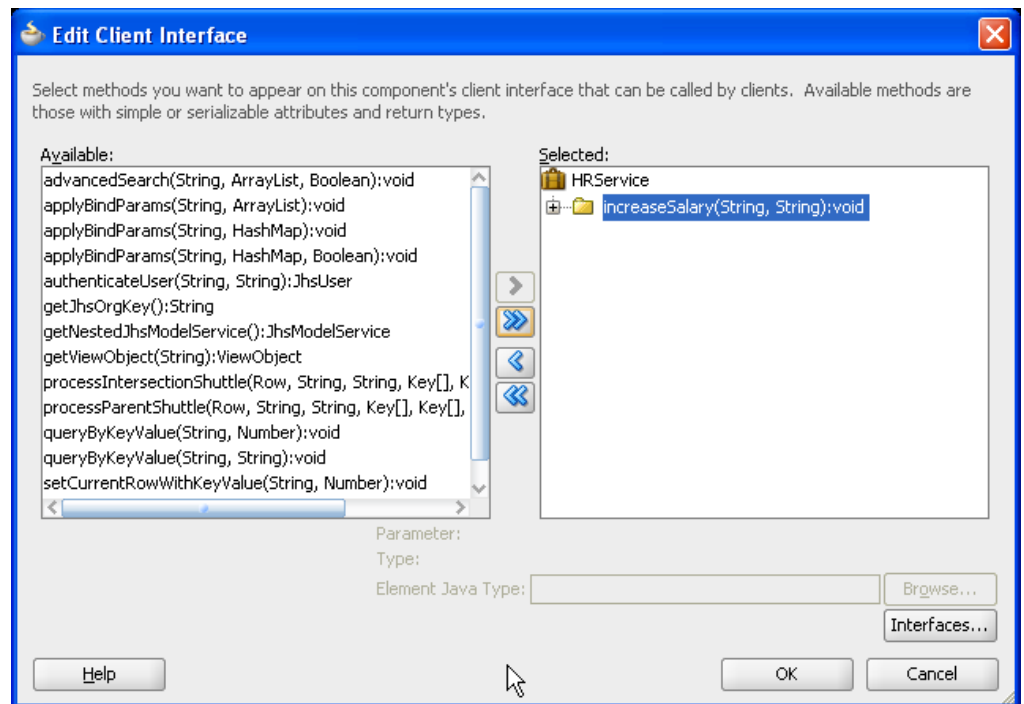 Edit Client Interface
Select methods you want to appear on this component's client interface that can be called by clients. Available methods are
those with simple or serializable attributes and return types.
Available:
advancedSearch(String, ArrayList, Boolean):void
applyBindParams(String, ArrayList):void
applyBindParams(String, HashMap):void
applyBindParams(String, HashMap, Boolean):void
authenticateUser(String, String):JhsUser
getJhsOrgKey():String
getNestedJhsModelService():JhsModelService
getViewObject(String):ViewObject
processIntersectionShuttle(Row, String, String, Key[], K
processParentShuttle(Row, String, String, Key[], Key[],
queryByKeyValue(String, Number):void
queryByKeyValue(String, String):void
setCurrentRowWithKeyValue(String, Number):void
Selected:
HRService
increaseSalary(String, String):void
Parameter:
Type:
Element Java Type:
Browse...
Interfaces...
Help
OK
Cancel